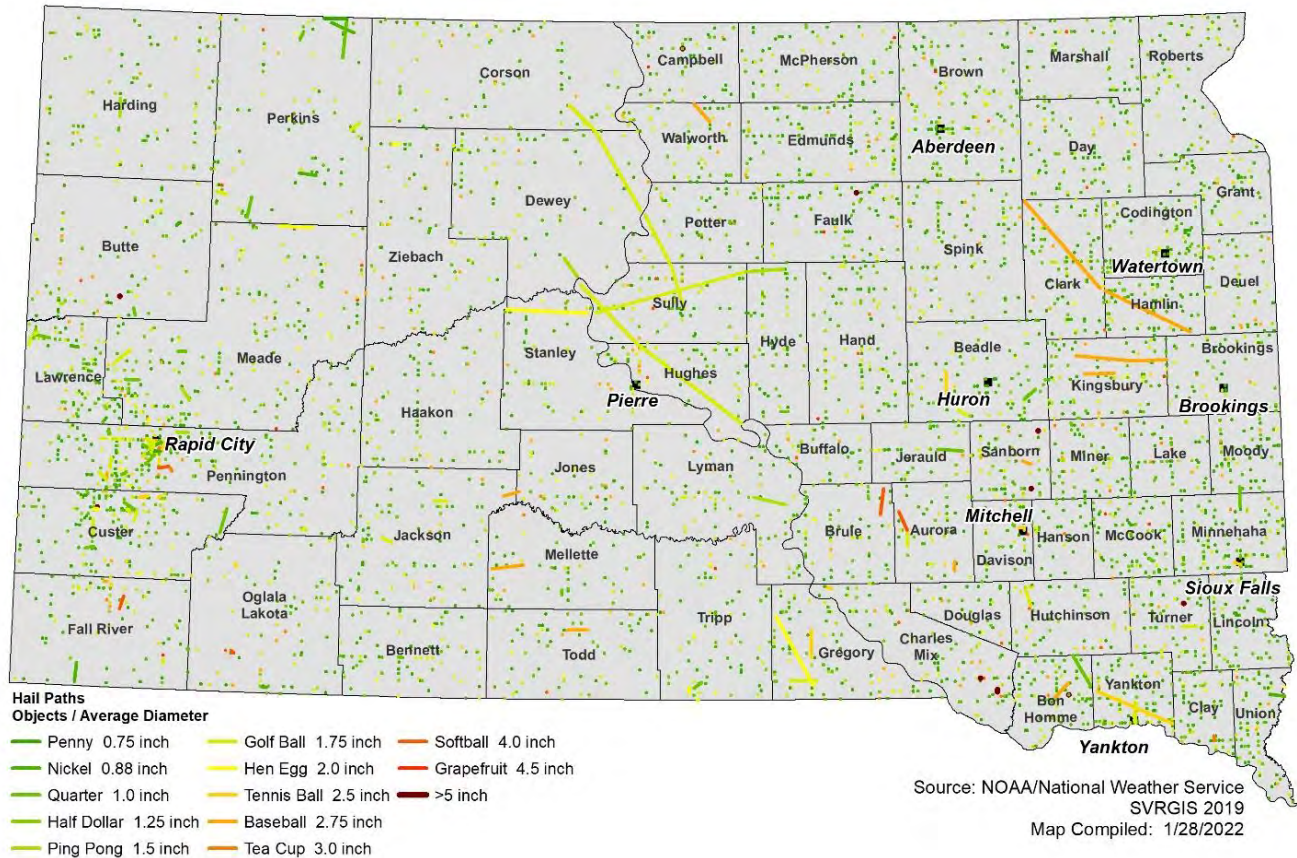 Campbell
McPherson
Marshall
Roberts
Corson
Brown
Harding
Perkins
Walworth
Edmunds
Aberdeen
Day
Grant
Dewey
Potter
Faulk
Codington
Butte
Ziebach
Spink
Watertown
Clark
Deuel
Sully
Hamlin
Stanley
Hyde
Hand
Beadle
Brookings
Meade
Lawrence
Hughes
Kingsbury
Haakon
Pierre
Huron
Brookings
Rapid City
Buffalo
Jerauld
Sanborn
Miner
Lake
Moody
Pennington
Jones
Lyman
Mitchell
Custer
Jackson
Brule
Aurora
Hanson
McCook
Minnehaha
Mellette
Davison
Sioux Falls
Oglala
Lakota
Fall River
Tripp
Douglas
Hutchinson
Turner
Lincoln
Bennett
Todd
Gregory
Charles
Mix
Bon
Homme
Yankton
Clay
Union
Yankton
Hail Paths
Objects / Average Diameter
Penny 0.75 inch
Nickel 0.88 inch
Quarter 1.0 inch
Half Dollar 1.25 inch
Ping Pong 1.5 inch
Golf Ball 1.75 inch
Hen Egg 2.0 inch
Tennis Ball 2.5 inch
Baseball 2.75 inch
Tea Cup 3.0 inch
Softball 4.0 inch
Grapefruit 4.5 inch
>5 inch
Source: NOAA/National Weather Service
SVRGIS 2019
Map Compiled: 1/28/2022